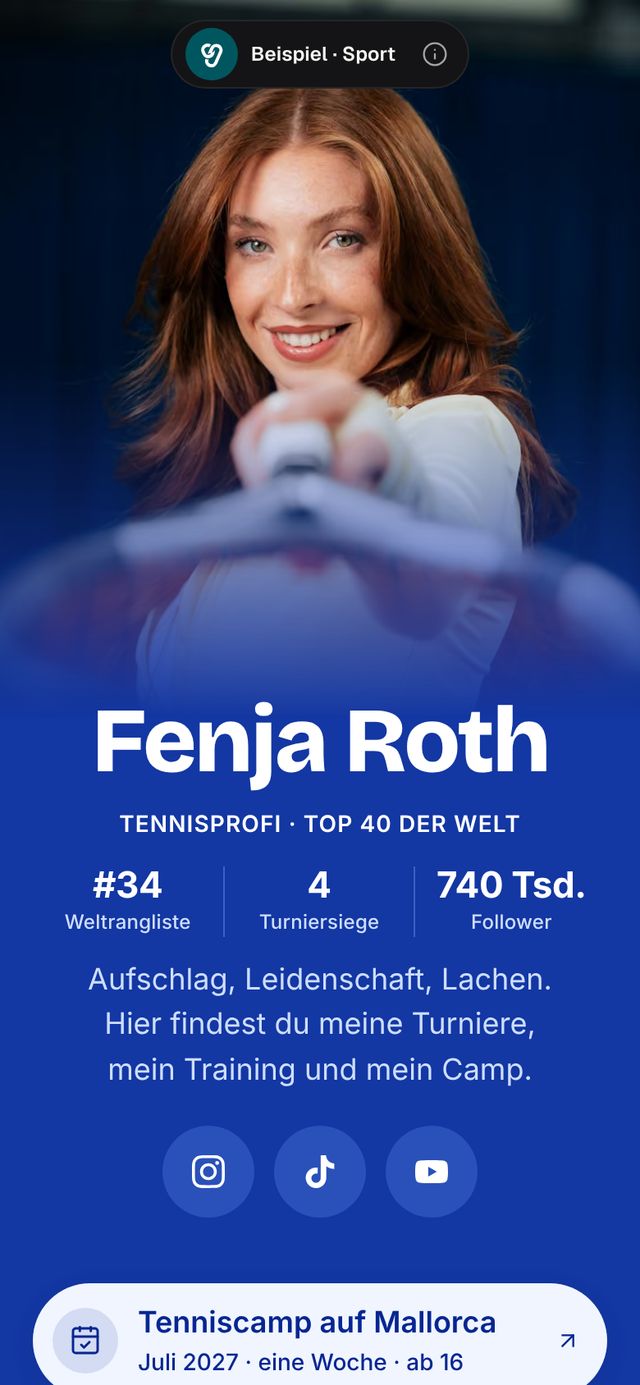 Beispiel · Sport
Fenja Roth
TENNISPROFI · TOP 40 DER WELT
#34
Weltrangliste
4
Turniersiege
740 Tsd.
Follower
Aufschlag, Leidenschaft, Lachen.
Hier findest du meine Turniere,
mein Training und mein Camp.
Tenniscamp auf Mallorca
Juli 2027 · eine Woche · ab 16